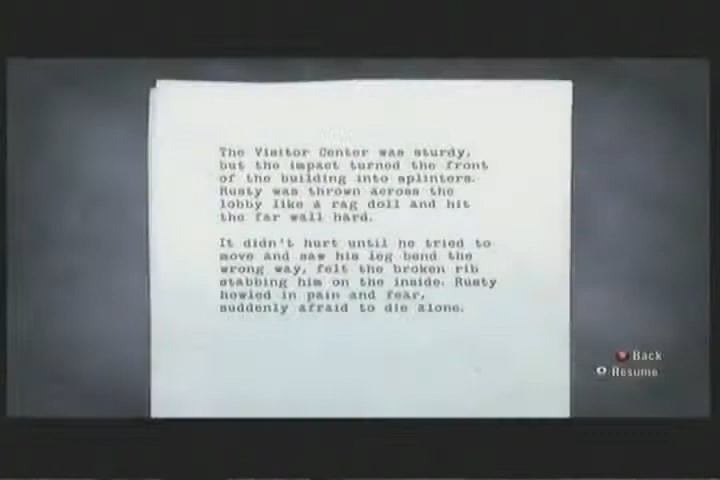 The Visitor Center was sturdy,
but the impact turned the front
of the building into splinters.
Rusty was thrown across the
lobby like a rag doll and hit
the far wall hard.
It didn't hurt until he tried to
move and saw his leg bend the
wrong way, felt the broken rib
stabbing him on the inside. Rusty
howled in pain and fear,
suddenly afraid to die alone.
Back
Resume